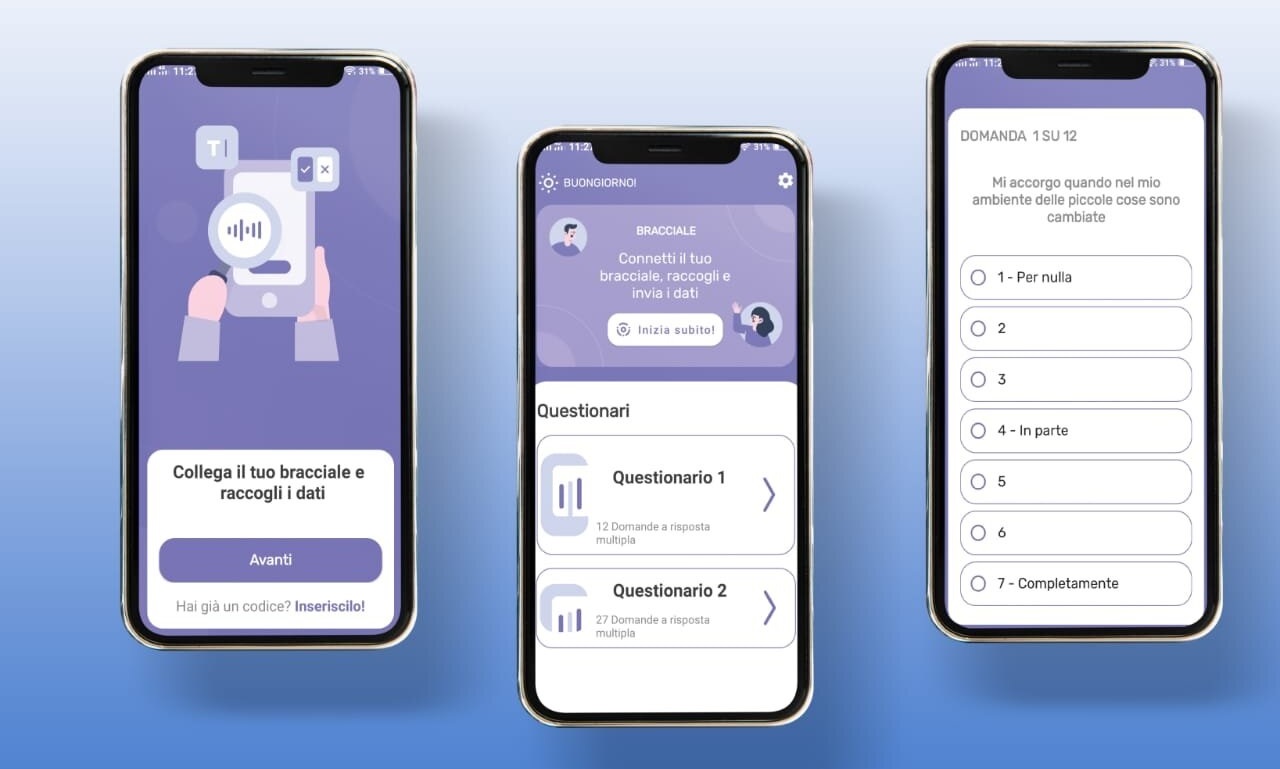 11:2
31%
T
Collega il tuo bracciale e
raccogli i dati
Avanti
Hai già un codice? Inseriscilo!
11:27
31%
BUONGIORNO!
BRACCIALE
Connetti il tuo
bracciale, raccogli e
invia i dati
Inizia subito!
Questionari
Questionario 1
12 Domande a risposta
multipla
Questionario 2
27 Domande a risposta
multipla
11:2
31%
DOMANDA 1 SU 12
Mi accorgo quando nel mio
ambiente delle piccole cose sono
cambiate
1 - Per nulla
2
3
4 - In parte
5
6
7 - Completamente